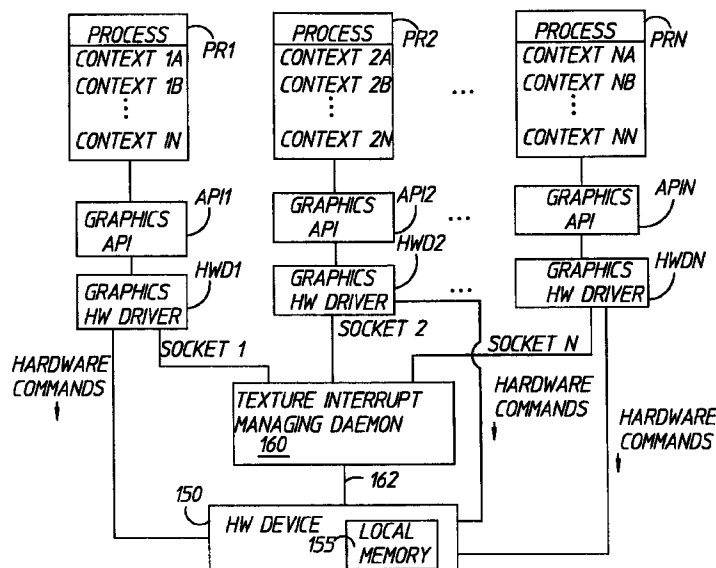 PROCESS
CONTEXT 1A
CONTEXT 1B
CONTEXT 1N
PR1
PROCESS
CONTEXT 2A
CONTEXT 2B
CONTEXT 2N
PR2
...
PROCESS
CONTEXT NA
CONTEXT NB
CONTEXT NN
PRN
GRAPHICS
API
API1
GRAPHICS
API
API2
...
GRAPHICS
API
APIN
GRAPHICS
HW DRIVER
HWD1
GRAPHICS
HW DRIVER
HWD2
...
GRAPHICS
HW DRIVER
HWDN
SOCKET 1
SOCKET 2
SOCKET N
HARDWARE
COMMANDS
TEXTURE INTERRUPT
MANAGING DAEMON
160
HARDWARE
COMMANDS
HARDWARE
COMMANDS
162
150
HW DEVICE
155
LOCAL
MEMORY